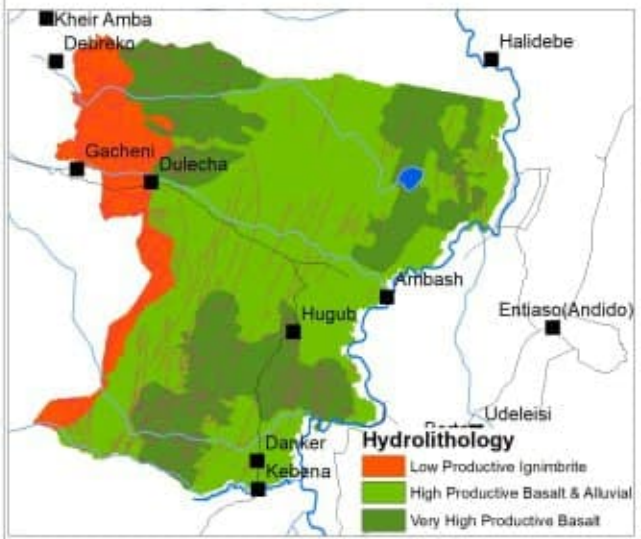 Kheir Amba
Debreko
Halidebe
Gacheni
Dulecha
Ambash
Entiaso(Andido)
Hugub
Udeleisi
Danker
Kebena
Hydrolithology
Low Productive Ignimbrite
High Productive Basalt & Alluvial
Very High Productive Basalt